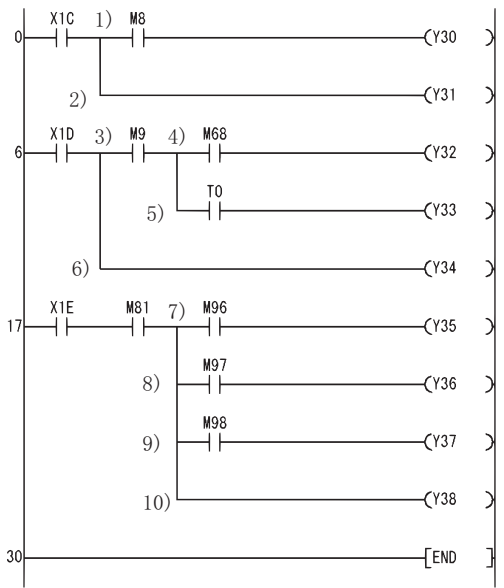 X1C 1) M8
0 (Y30 )
2) (Y31 )
X1D 3) M9 4) M68
6 (Y32 )
T0
5) (Y33 )
6) (Y34 )
X1E M81 7) M96
17 (Y35 )
M97
8) (Y36 )
M98
9) (Y37 )
10) (Y38 )
30 [END ]